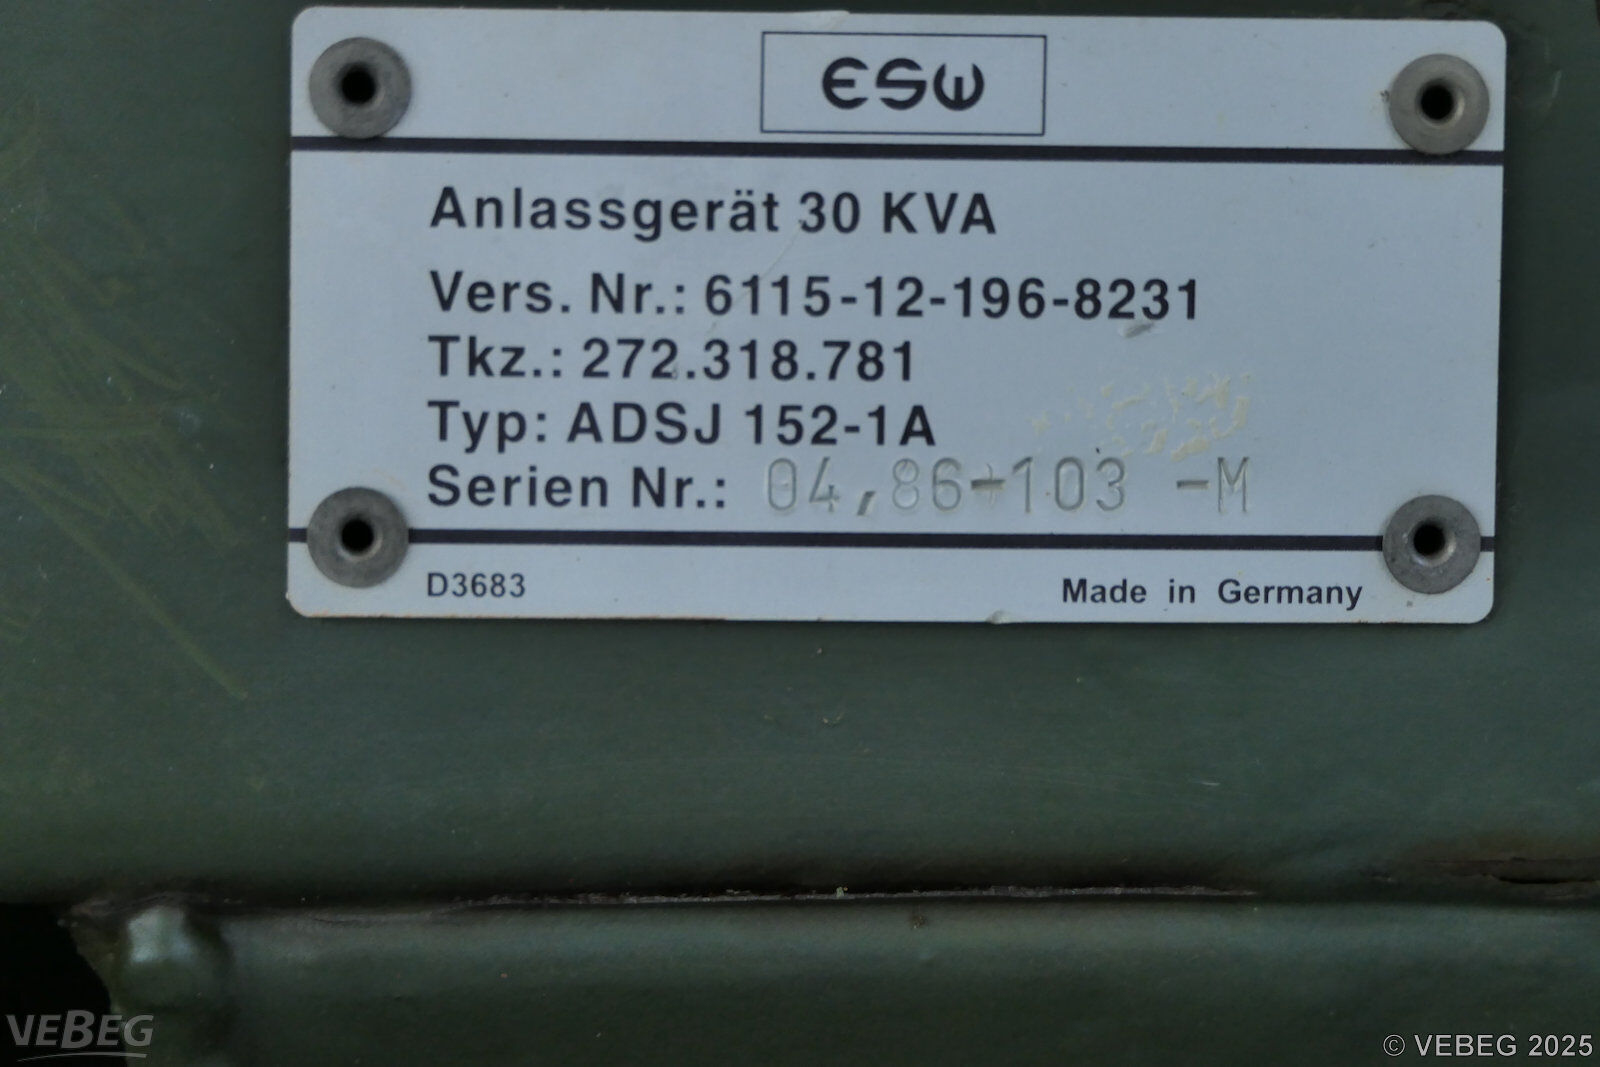 ESW
Anlassgerät 30 KVA
Vers. Nr.: 6115-12-196-8231
Tkz.: 272.318.781
Typ: ADSJ 152-1A
Serien Nr.: 04,86-103 -M
D3683
Made in Germany
VEBEG
© VEBEG 2025